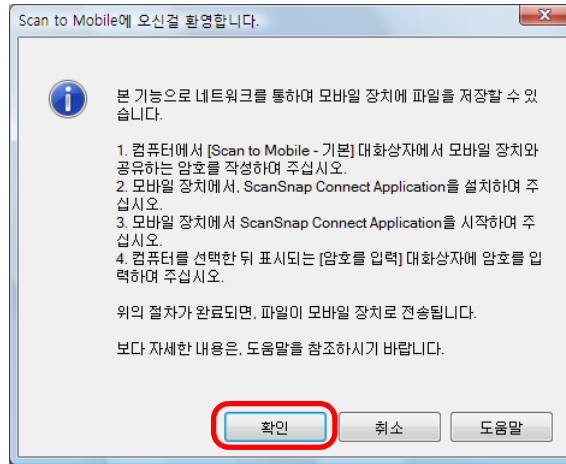 Scan to Mobile에 오신걸 환영합니다.
본 기능으로 네트워크를 통하여 모바일 장치에 파일을 저장할 수 있
습니다.
1. 컴퓨터에서 [Scan to Mobile - 기본] 대화상자에서 모바일 장치와
공유하는 암호를 작성하여 주십시오.
2. 모바일 장치에서, ScanSnap Connect Application을 설치하여 주
십시오.
3. 모바일 장치에서 ScanSnap Connect Application을 시작하여 주
십시오.
4. 컴퓨터를 선택한 뒤 표시되는 [암호를 입력] 대화상자에 암호를 입
력하여 주십시오.
위의 절차가 완료되면, 파일이 모바일 장치로 전송됩니다.
보다 자세한 내용은, 도움말을 참조하시기 바랍니다.
확인 취소 도움말